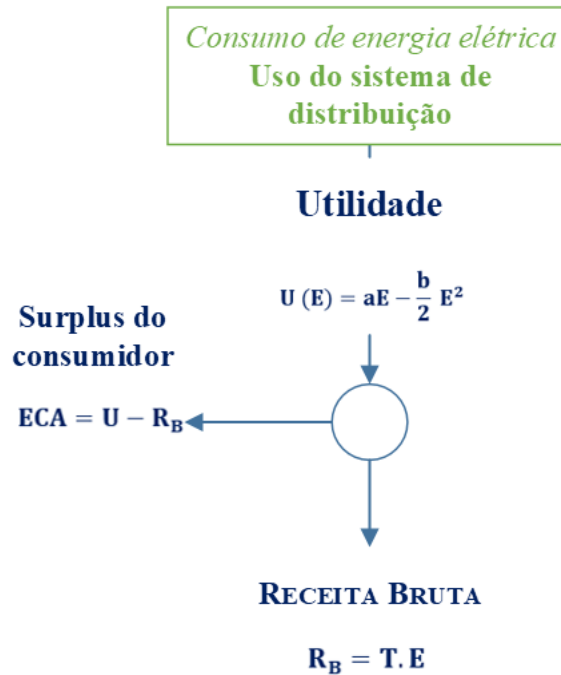 Consumo de energia elétrica
Uso do sistema de
distribuição
Utilidade
U (E) = aE − b/2 E²
Surplus do
consumidor
ECA = U − R_B
RECEITA BRUTA
R_B = T. E